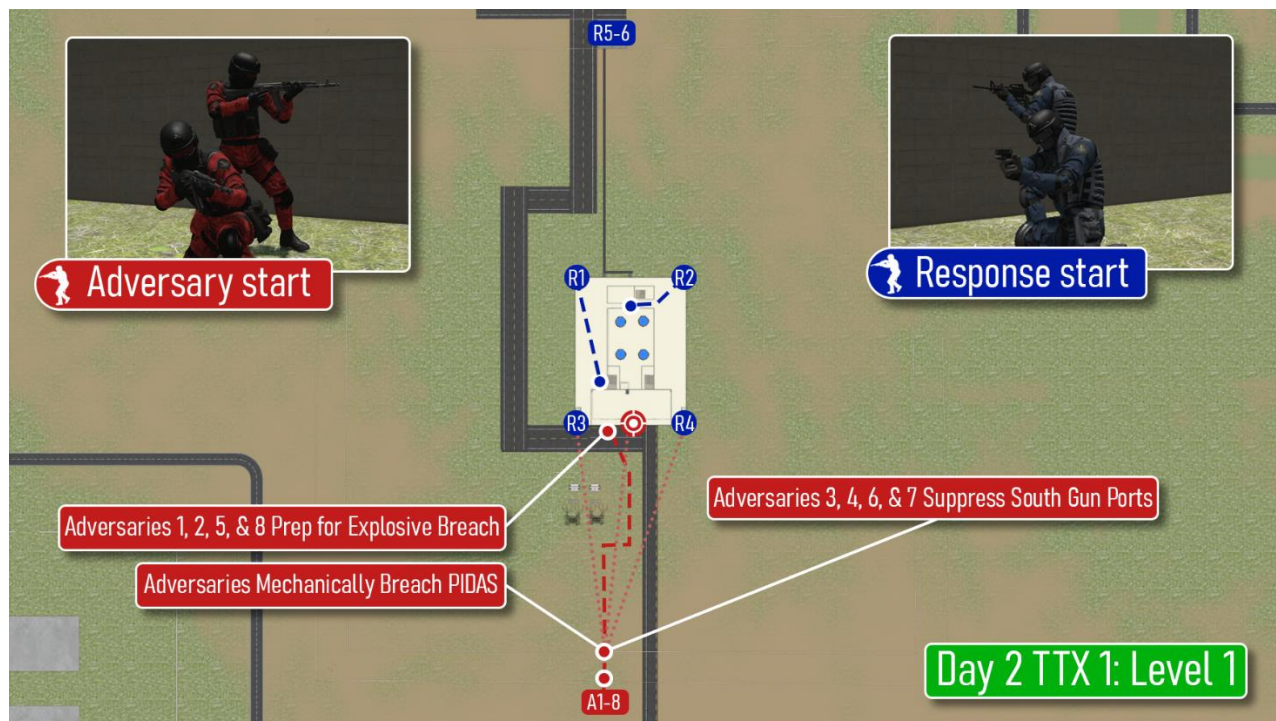 R5-6
Adversary start
Response start
R1
R2
R3
R4
Adversaries 1, 2, 5, & 8 Prep for Explosive Breach
Adversaries 3, 4, 6, & 7 Suppress South Gun Ports
Adversaries Mechanically Breach PIDAS
A1-8
Day 2 TTX 1: Level 1